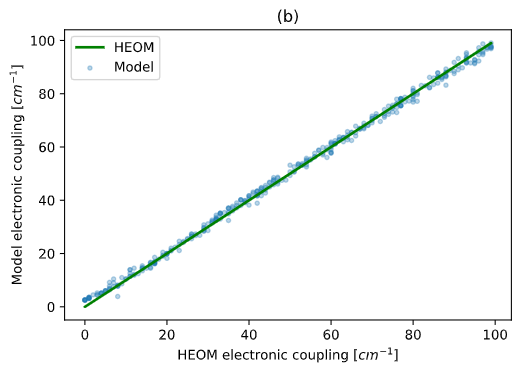 (b)
HEOM
Model
Model electronic coupling [cm⁻¹]
100
80
60
40
20
0
0 20 40 60 80 100
HEOM electronic coupling [cm⁻¹]